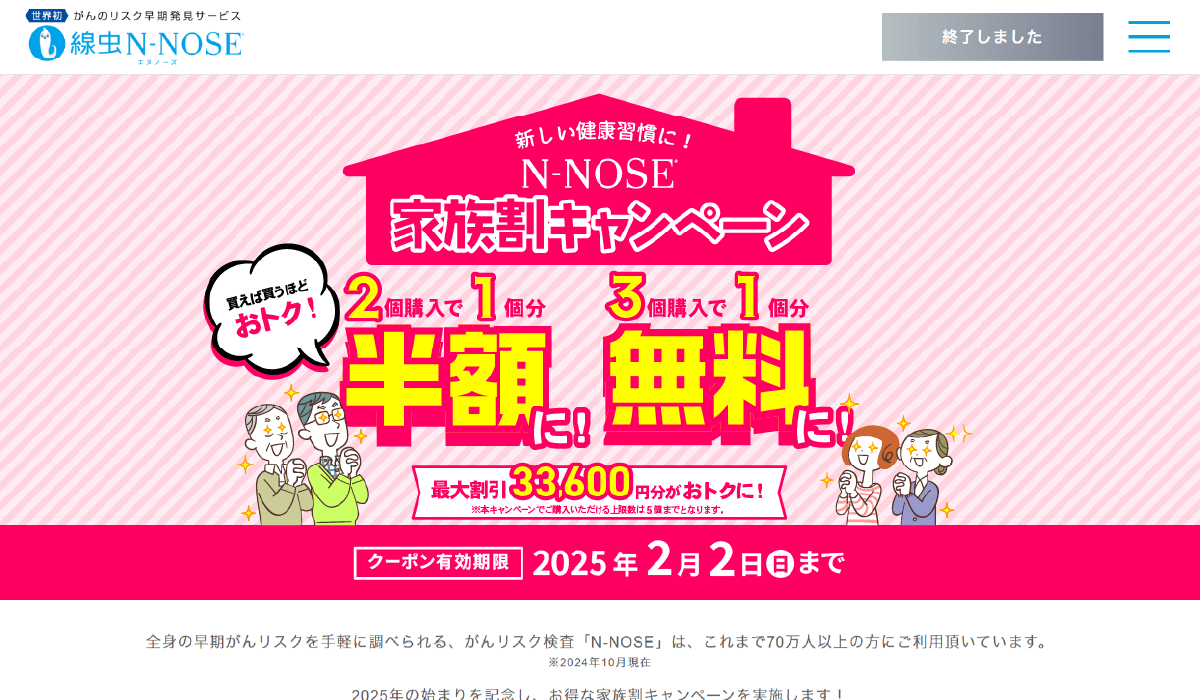 世界初 がんのリスク早期発見サービス
線虫N-NOSE
エヌノーズ
終了しました
新しい健康習慣に！
N-NOSE
家族割キャンペーン
買えば買うほど
おトク！
2個購入で1個分
半額に！
3個購入で1個分
無料に！
最大割引33,600円分がおトクに！
※本キャンペーンでご購入いただける上限数は5個までとなります。
クーポン有効期限 2025年2月2日日まで
全身の早期がんリスクを手軽に調べられる、がんリスク検査「N-NOSE」は、これまで70万人以上の方にご利用頂いています。
※2024年10月現在
2025年の始まりを記念し、お得な家族割キャンペーンを実施します！